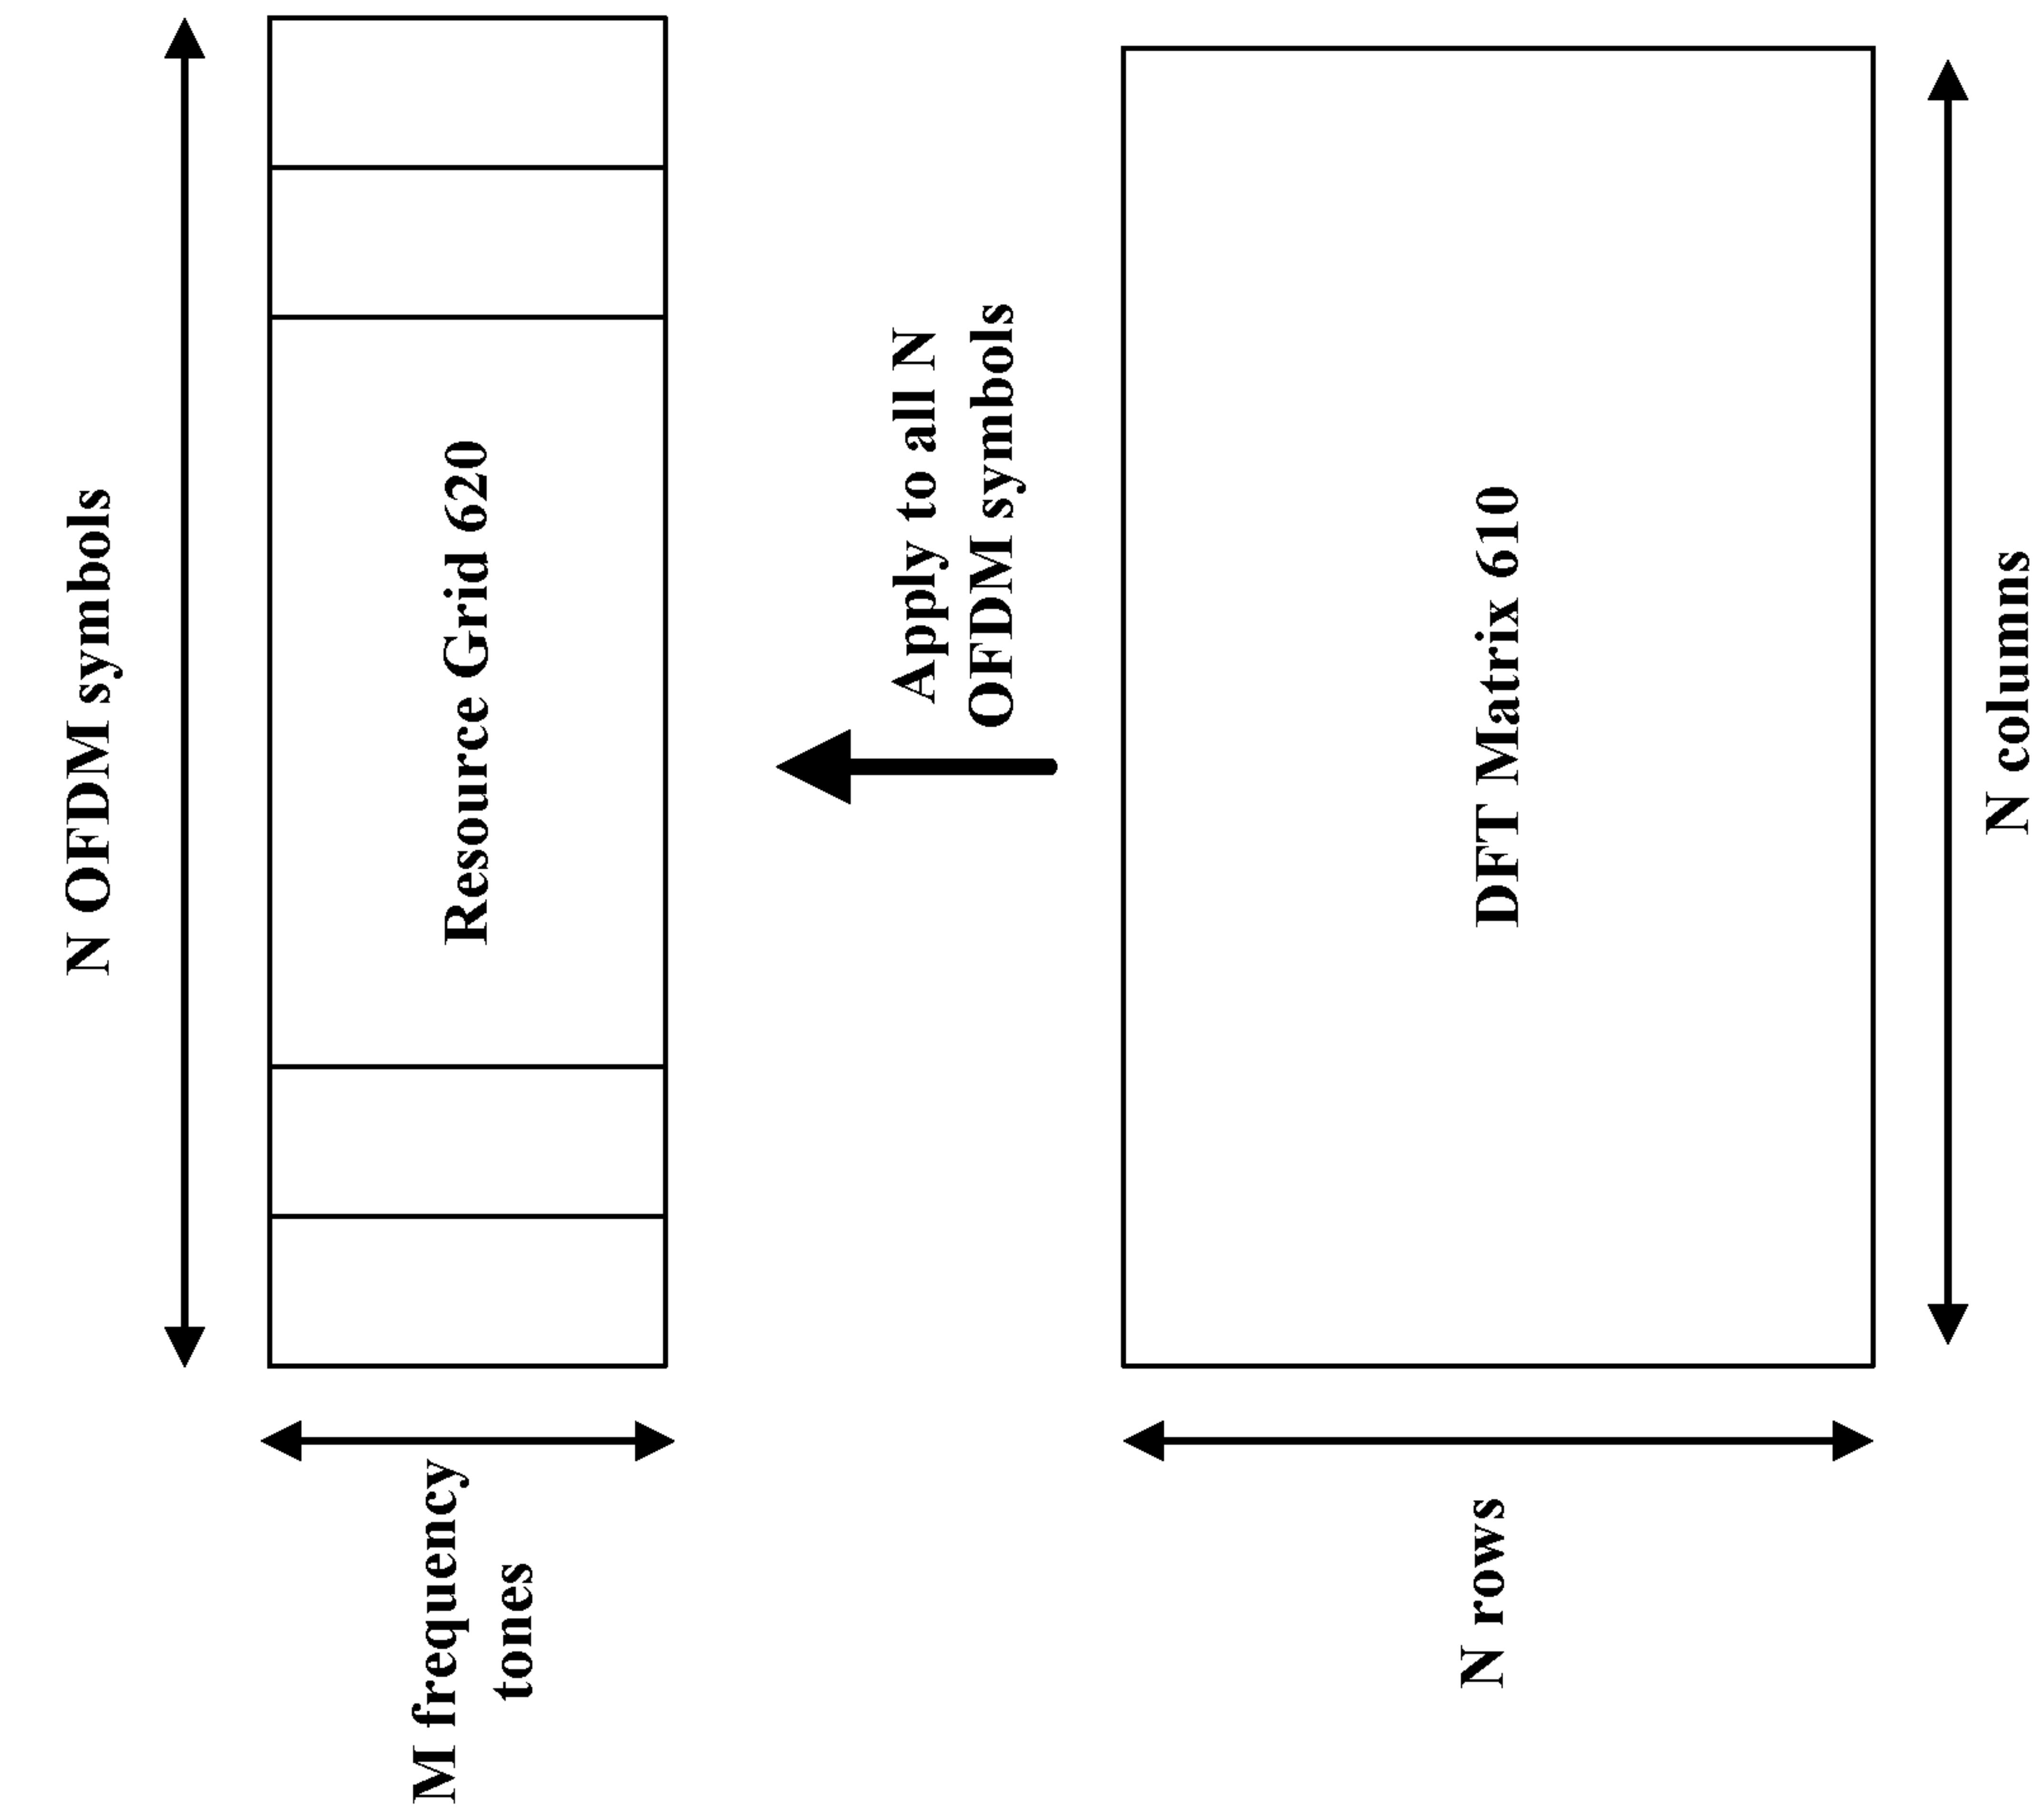 N OFDM symbols
M frequency
tones
Resource Grid 620
Apply to all N
OFDM symbols
N rows
DFT Matrix 610
N columns